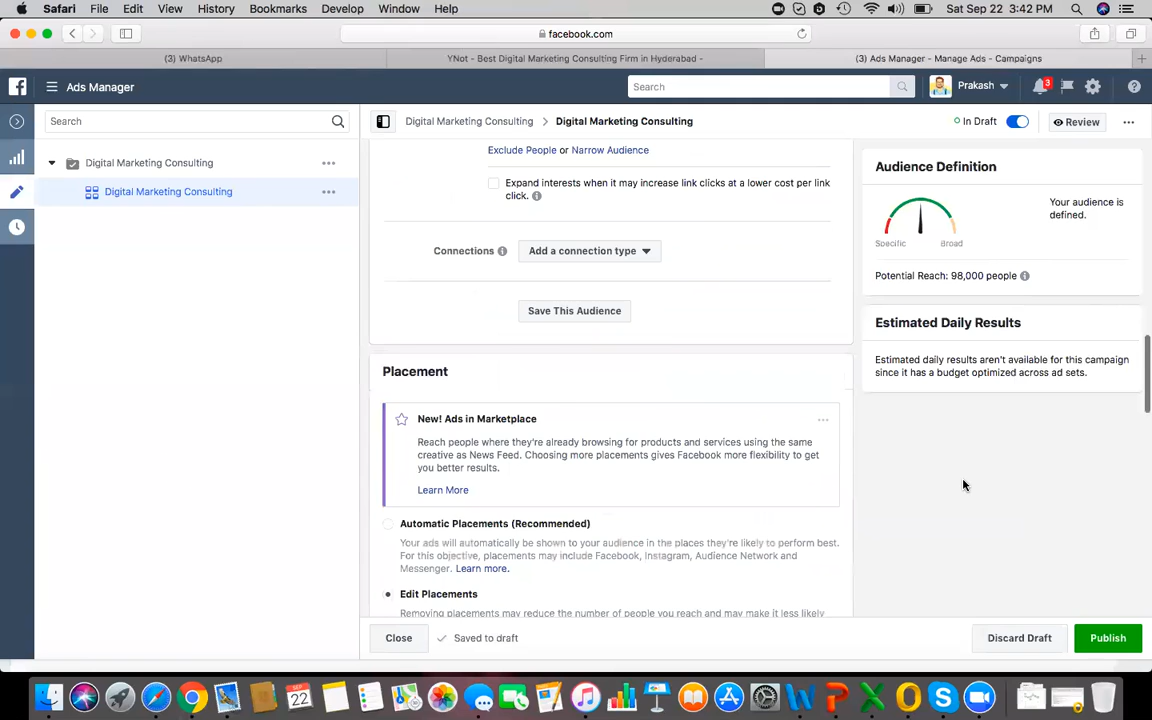 Safari File Edit View History Bookmarks Develop Window Help Sat Sep 22 3:42 PM
facebook.com
(3) WhatsApp YNot - Best Digital Marketing Consulting Firm in Hyderabad - (3) Ads Manager - Manage Ads - Campaigns
Ads Manager Search Prakash 3
Search Digital Marketing Consulting Digital Marketing Consulting In Draft Review
Digital Marketing Consulting
Digital Marketing Consulting
Exclude People or Narrow Audience
Expand interests when it may increase link clicks at a lower cost per link
click.
Connections Add a connection type
Save This Audience
Placement
New! Ads in Marketplace
Reach people where they're already browsing for products and services using the same
creative as News Feed. Choosing more placements gives Facebook more flexibility to get
you better results.
Learn More
Automatic Placements (Recommended)
Your ads will automatically be shown to your audience in the places they're likely to perform best.
For this objective, placements may include Facebook, Instagram, Audience Network and
Messenger. Learn more.
Edit Placements
Removing placements may reduce the number of people you reach and may make it less likely
Audience Definition
Your audience is
defined.
Specific Broad
Potential Reach: 98,000 people
Estimated Daily Results
Estimated daily results aren't available for this campaign
since it has a budget optimized across ad sets.
Close Saved to draft Discard Draft Publish